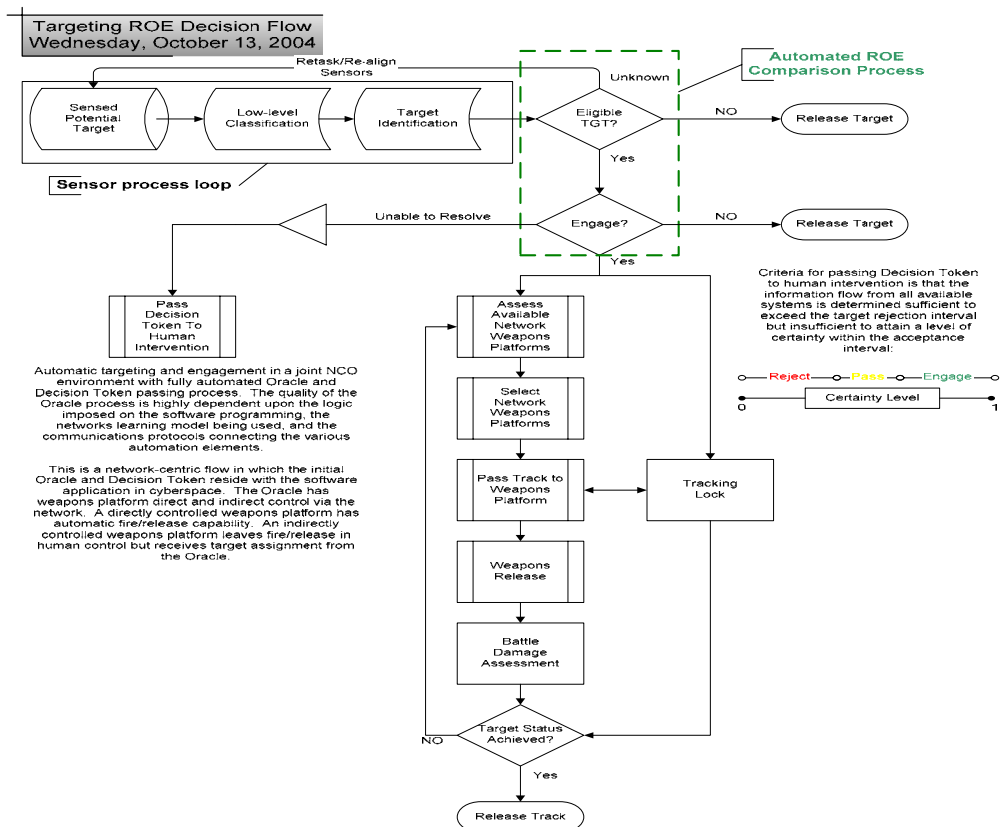 Targeting ROE Decision Flow
Wednesday, October 13, 2004
Retask/Re-align
Sensors
Unknown
Automated ROE
Comparison Process
Sensed
Potential
Target
Low-level
Classification
Target
Identification
Eligible
TGT?
NO
Release Target
Yes
Sensor process loop
Unable to Resolve
Engage?
NO
Release Target
Yes
Pass
Decision
Token To
Human
Intervention
Assess
Available
Network
Weapons
Platforms
Criteria for passing Decision Token
to human intervention is that the
information flow from all available
systems is determined sufficient to
exceed the target rejection interval
but insufficient to attain a level of
certainty within the acceptance
interval:
Reject Pass Engage
Certainty Level
0 1
Automatic targeting and engagement in a joint NCO
environment with fully automated Oracle and
Decision Token passing process. The quality of the
Oracle process is highly dependent upon the logic
imposed on the software programming, the
networks learning model being used, and the
communications protocols connecting the various
automation elements.
This is a network-centric flow in which the initial
Oracle and Decision Token reside with the software
application in cyberspace. The Oracle has
weapons platform direct and indirect control via the
network. A directly controlled weapons platform has
automatic fire/release capability. An indirectly
controlled weapons platform leaves fire/release in
human control but receives target assignment from
the Oracle.
Select
Network
Weapons
Platforms
Pass Track to
Weapons
Platform
Tracking
Lock
Weapons
Release
Battle
Damage
Assessment
Target Status
Achieved?
NO
Yes
Release Track